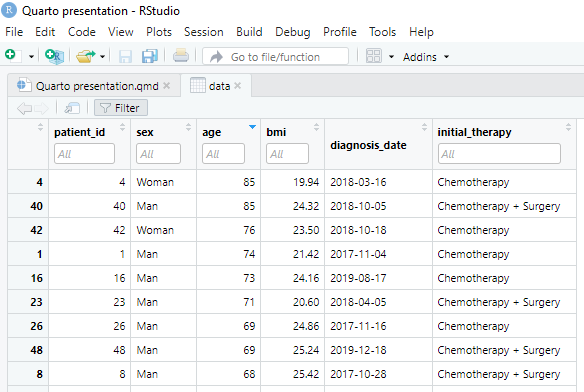 Quarto presentation - RStudio
File Edit Code View Plots Session Build Debug Profile Tools Help
R Go to file/function Addins
Quarto presentation.qmd × data ×
Filter
patient_id sex age bmi diagnosis_date initial_therapy
All All All All All
4 4 Woman 85 19.94 2018-03-16 Chemotherapy
40 40 Man 85 24.32 2018-10-05 Chemotherapy + Surgery
42 42 Woman 76 23.50 2018-10-18 Chemotherapy
1 1 Man 74 21.42 2017-11-04 Chemotherapy
16 16 Man 73 24.16 2019-08-17 Chemotherapy
23 23 Man 71 20.60 2018-04-05 Chemotherapy + Surgery
26 26 Man 69 24.86 2017-11-16 Chemotherapy
48 48 Man 69 25.24 2019-12-18 Chemotherapy + Surgery
8 8 Man 68 25.42 2017-10-28 Chemotherapy + Surgery